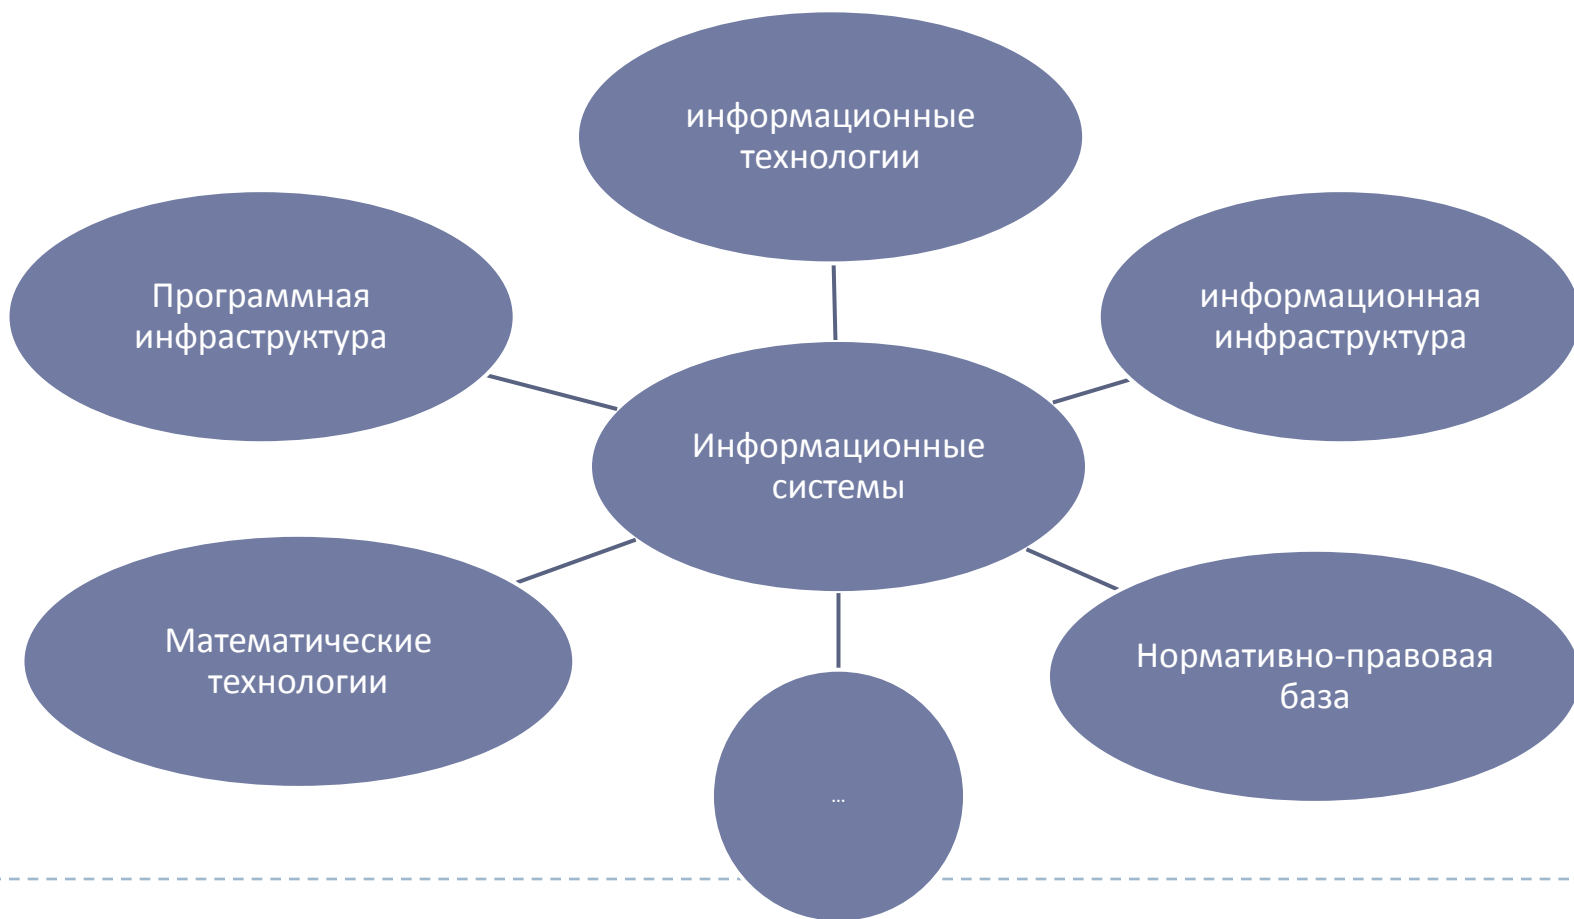 информационные
технологии
Программная
инфраструктура
информационная
инфраструктура
Информационные
системы
Математические
технологии
Нормативно-правовая
база
...